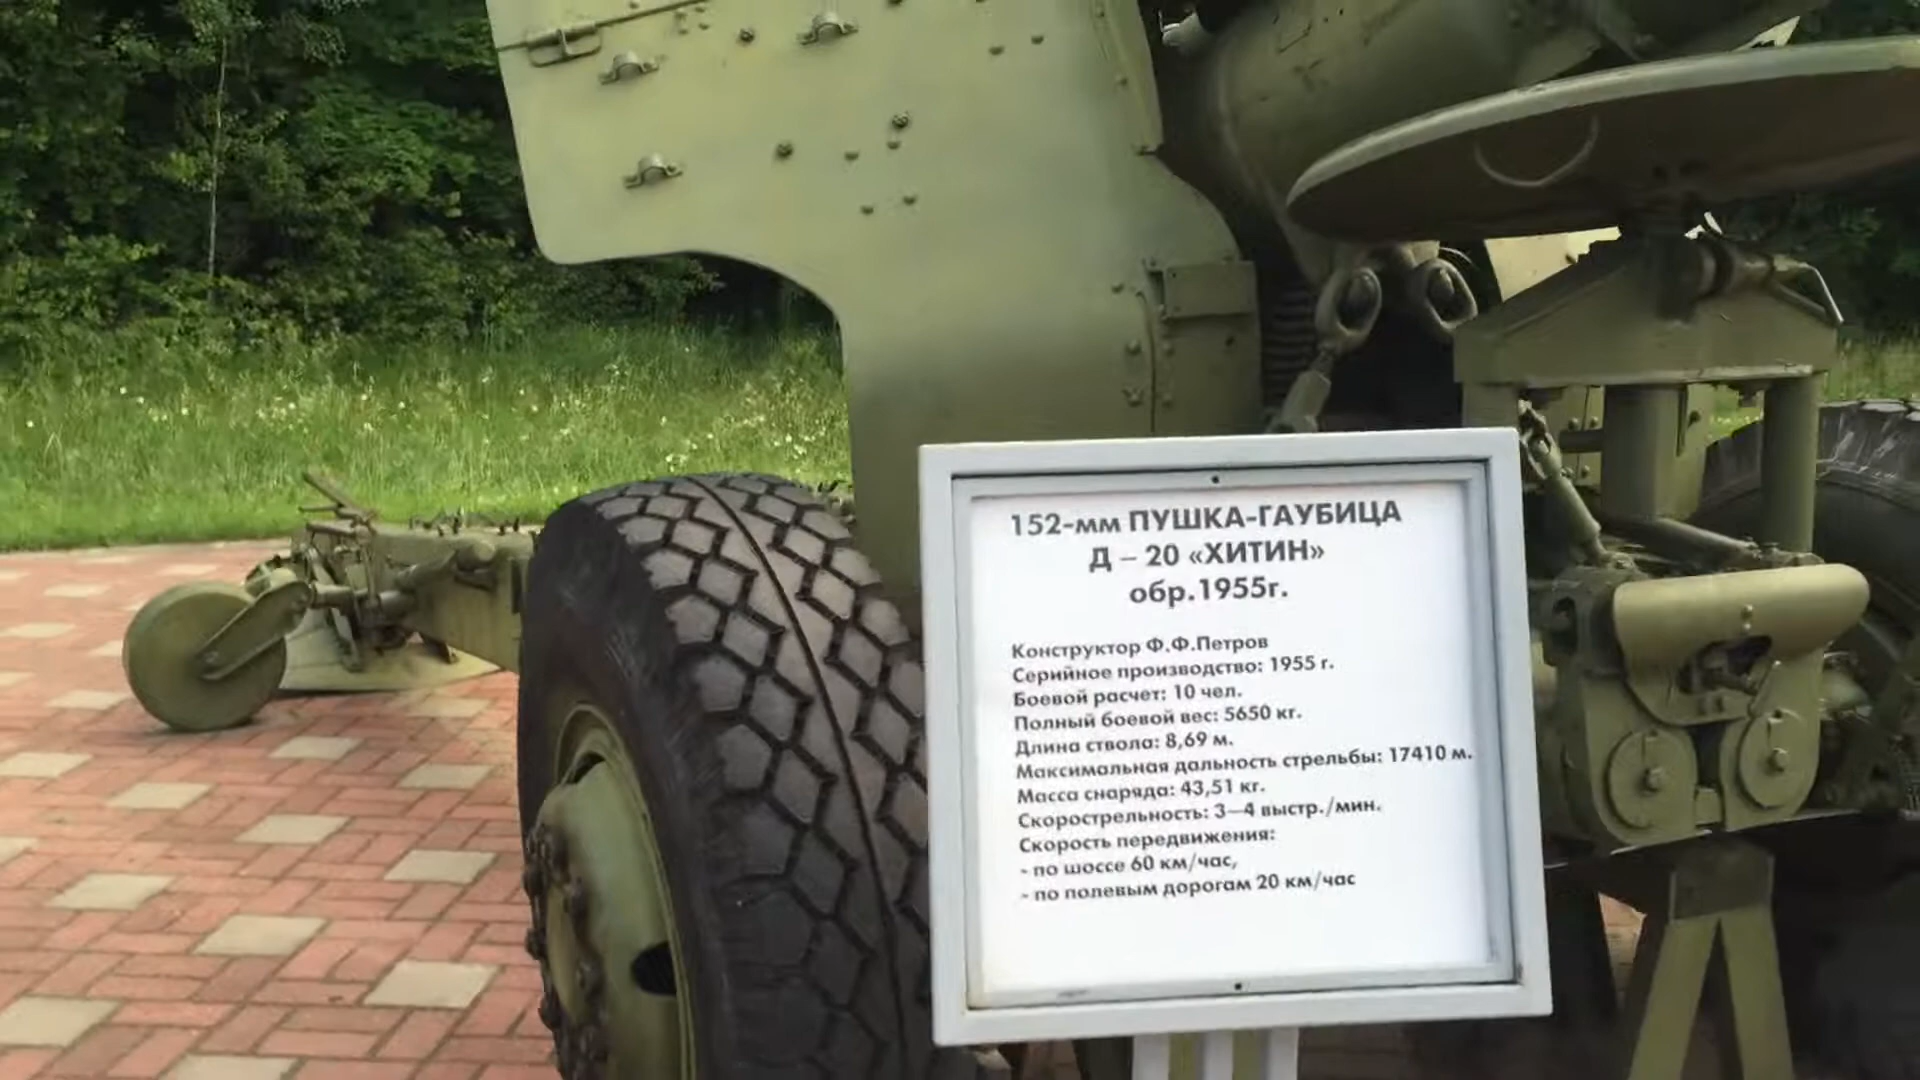 152-мм ПУШКА-ГАУБИЦА
Д – 20 «ХИТИН»
обр.1955г.
Конструктор Ф.Ф.Петров
Серийное производство: 1955 г.
Боевой расчет: 10 чел.
Полный боевой вес: 5650 кг.
Длина ствола: 8,69 м.
Максимальная дальность стрельбы: 17410 м.
Масса снаряда: 43,51 кг.
Скорострельность: 3–4 выстр./мин.
Скорость передвижения:
- по шоссе 60 км/час,
- по полевым дорогам 20 км/час